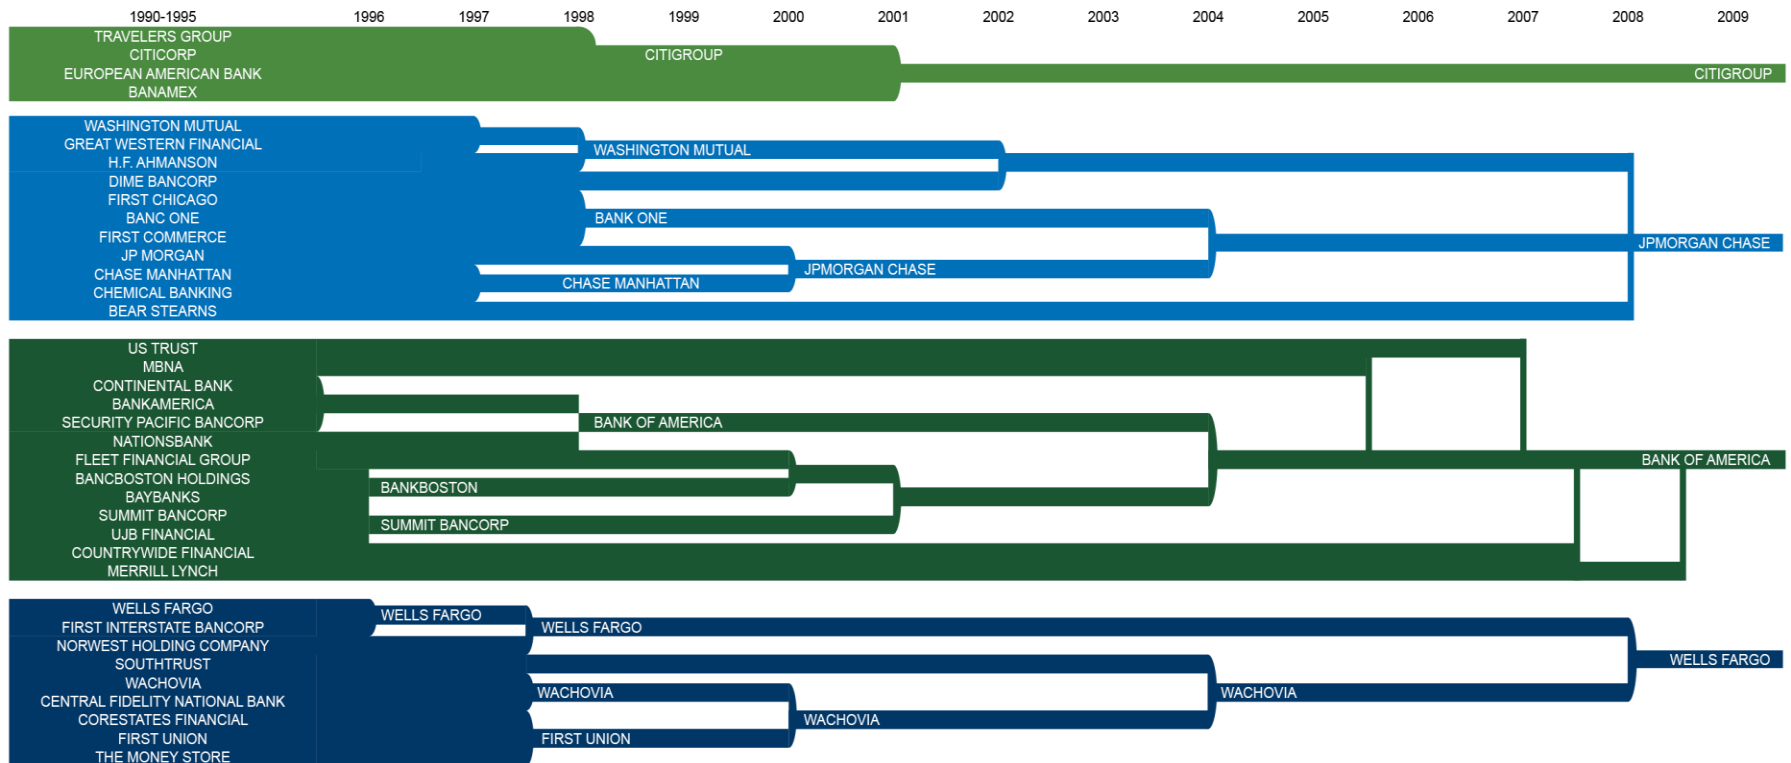 1990-1995 1996 1997 1998 1999 2000 2001 2002 2003 2004 2005 2006 2007 2008 2009
TRAVELERS GROUP
CITICORP CITIGROUP
EUROPEAN AMERICAN BANK CITIGROUP
BANAMEX
WASHINGTON MUTUAL
GREAT WESTERN FINANCIAL
WASHINGTON MUTUAL
H.F. AHMANSON
DIME BANCORP
FIRST CHICAGO
BANC ONE BANK ONE
FIRST COMMERCE
JPMORGAN CHASE
JP MORGAN
JPMORGAN CHASE
CHASE MANHATTAN
CHASE MANHATTAN
CHEMICAL BANKING
BEAR STEARNS
US TRUST
MBNA
CONTINENTAL BANK
BANKAMERICA
SECURITY PACIFIC BANCORP BANK OF AMERICA
NATIONSBANK
FLEET FINANCIAL GROUP BANK OF AMERICA
BANCBOSTON HOLDINGS
BANKBOSTON
BAYBANKS
SUMMIT BANCORP
SUMMIT BANCORP
UJB FINANCIAL
COUNTRYWIDE FINANCIAL
MERRILL LYNCH
WELLS FARGO
WELLS FARGO
FIRST INTERSTATE BANCORP WELLS FARGO
NORWEST HOLDING COMPANY
WELLS FARGO
SOUTHTRUST
WACHOVIA
WACHOVIA WACHOVIA
CENTRAL FIDELITY NATIONAL BANK
CORESTATES FINANCIAL WACHOVIA
FIRST UNION FIRST UNION
THE MONEY STORE